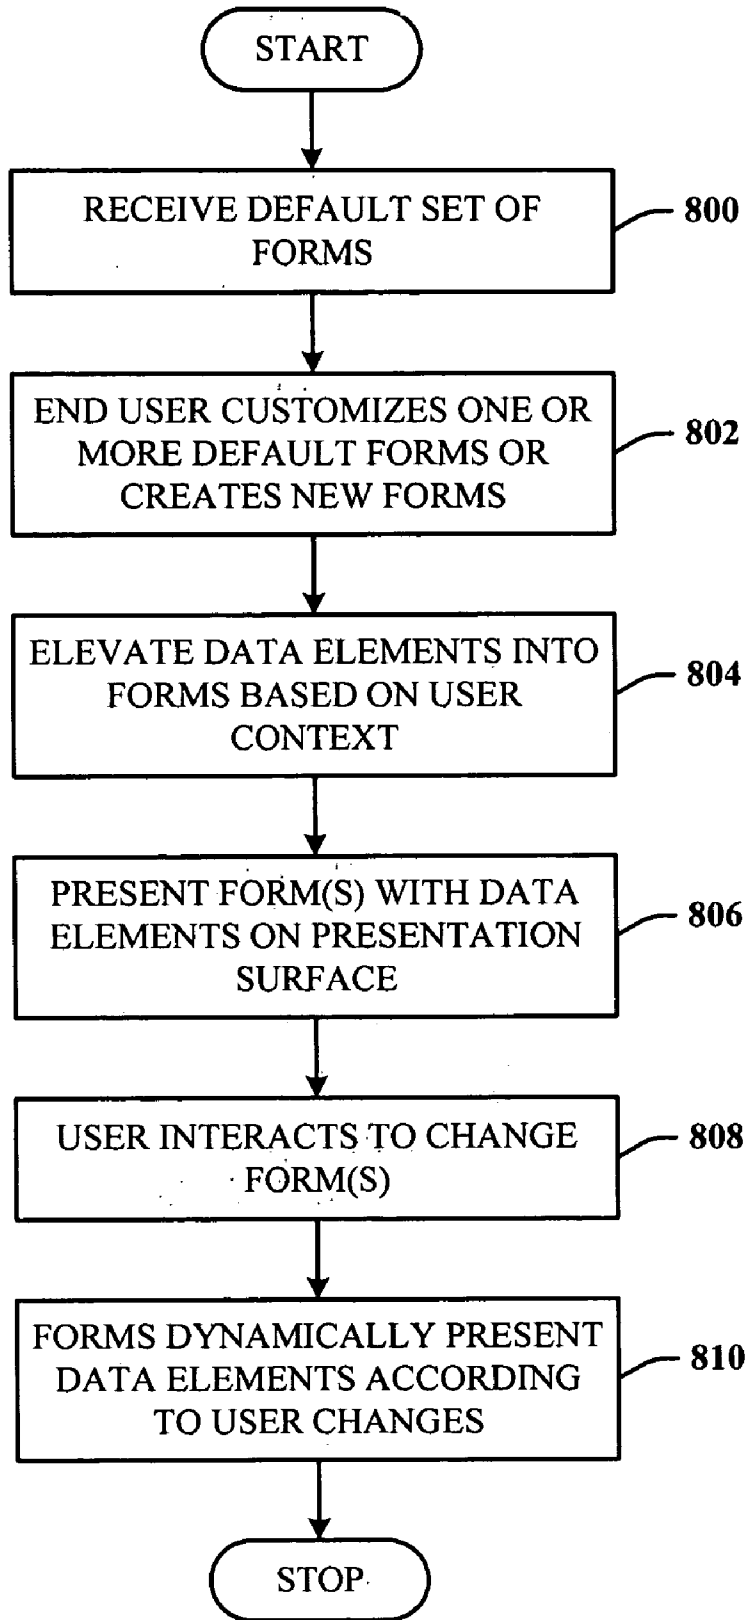 START
RECEIVE DEFAULT SET OF
FORMS
800
END USER CUSTOMIZES ONE OR
MORE DEFAULT FORMS OR
CREATES NEW FORMS
802
ELEVATE DATA ELEMENTS INTO
FORMS BASED ON USER
CONTEXT
804
PRESENT FORM(S) WITH DATA
ELEMENTS ON PRESENTATION
SURFACE
806
USER INTERACTS TO CHANGE
FORM(S)
808
FORMS DYNAMICALLY PRESENT
DATA ELEMENTS ACCORDING
TO USER CHANGES
810
STOP